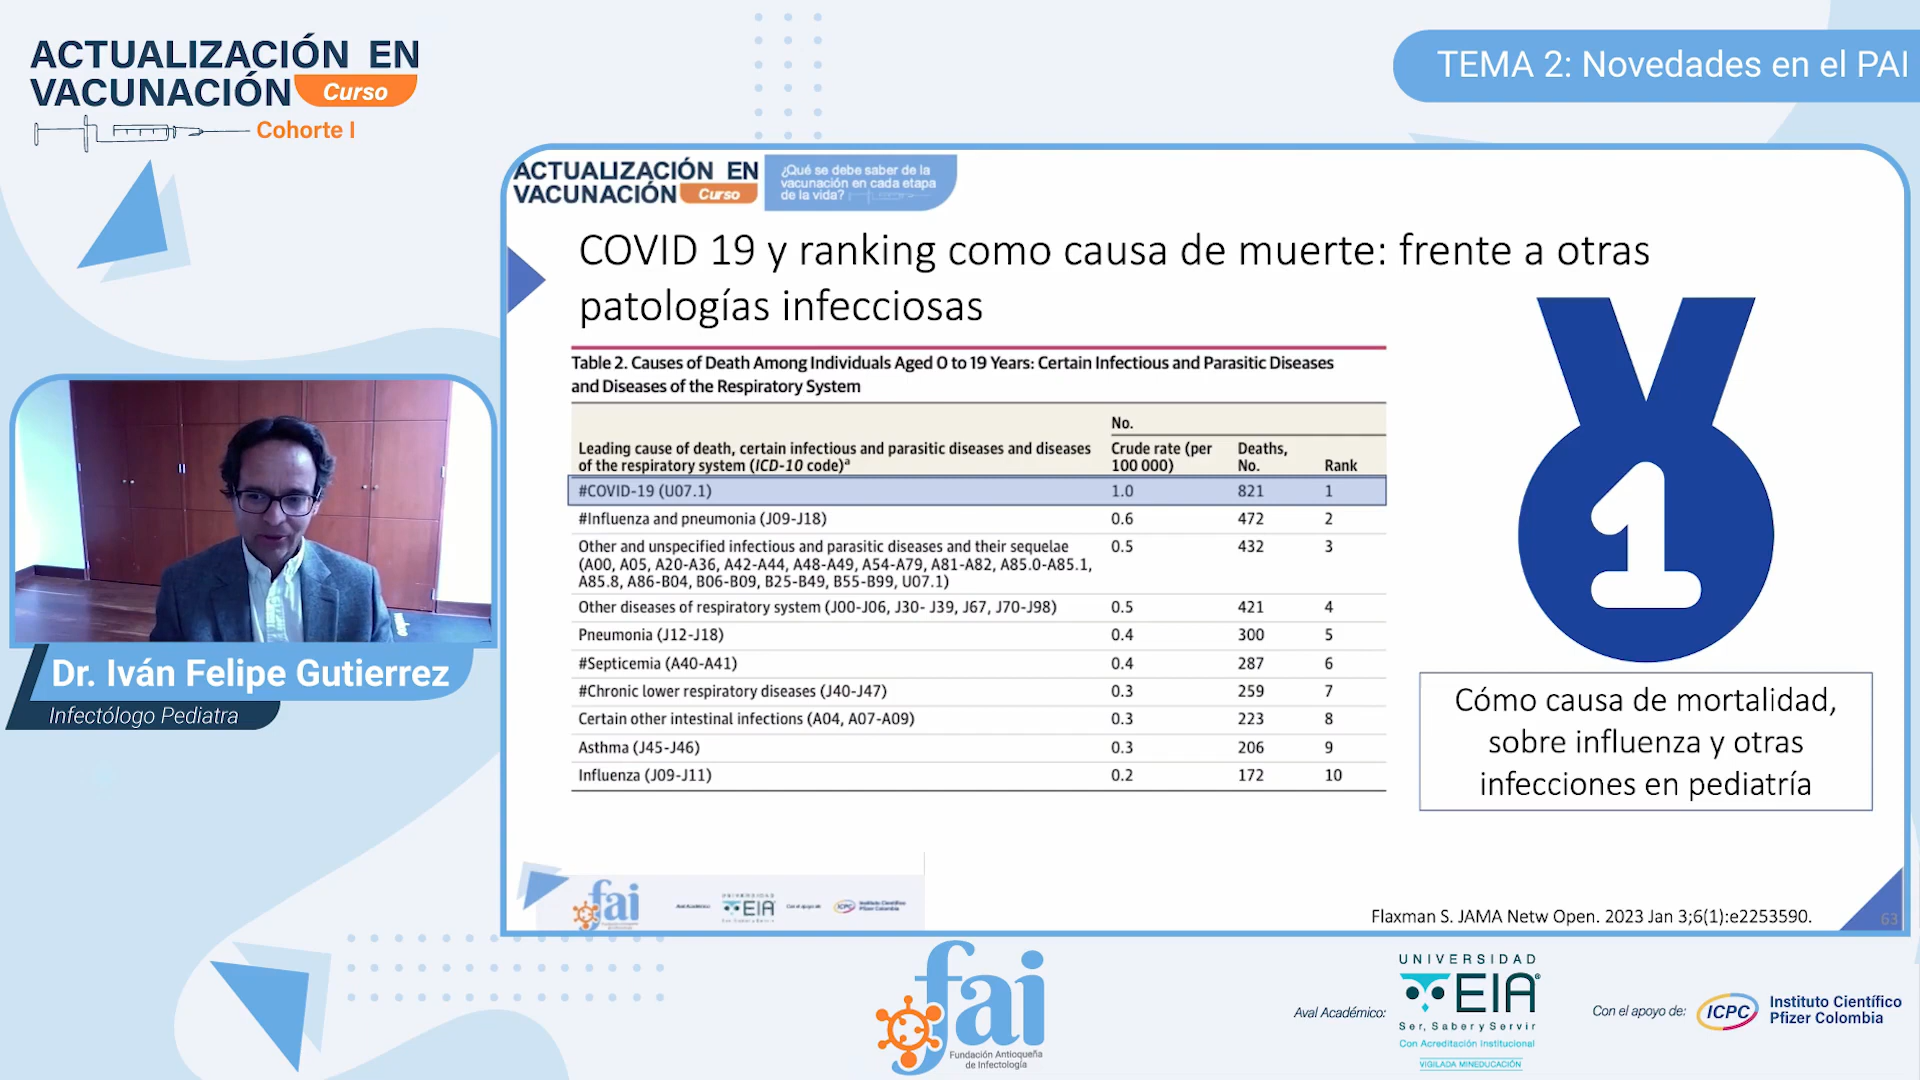 ACTUALIZACIÓN EN
VACUNACIÓN Curso
Cohorte I
TEMA 2: Novedades en el PAI
ACTUALIZACIÓN EN
VACUNACIÓN Curso
¿Qué se debe saber de la
vacunación en cada etapa
de la vida?
COVID 19 y ranking como causa de muerte: frente a otras
patologías infecciosas
Table 2. Causes of Death Among Individuals Aged 0 to 19 Years: Certain Infectious and Parasitic Diseases
and Diseases of the Respiratory System
No.
Leading cause of death, certain infectious and parasitic diseases and diseases
of the respiratory system (ICD-10 code)ª
Crude rate (per
100 000)
Deaths,
No.
Rank
#COVID-19 (U07.1) 1.0 821 1
#Influenza and pneumonia (J09-J18) 0.6 472 2
Other and unspecified infectious and parasitic diseases and their sequelae 0.5 432 3
(A00, A05, A20-A36, A42-A44, A48-A49, A54-A79, A81-A82, A85.0-A85.1,
A85.8, A86-B04, B06-B09, B25-B49, B55-B99, U07.1)
Other diseases of respiratory system (J00-J06, J30- J39, J67, J70-J98) 0.5 421 4
Pneumonia (J12-J18) 0.4 300 5
#Septicemia (A40-A41) 0.4 287 6
#Chronic lower respiratory diseases (J40-J47) 0.3 259 7
Certain other intestinal infections (A04, A07-A09) 0.3 223 8
Asthma (J45-J46) 0.3 206 9
Influenza (J09-J11) 0.2 172 10
1
Cómo causa de mortalidad,
sobre influenza y otras
infecciones en pediatría
Dr. Iván Felipe Gutierrez
Infectólogo Pediatra
fai
UNIVERSIDAD
EIA
Con el apoyo de:
ICPC
Instituto Científico
Pfizer Colombia
Flaxman S. JAMA Netw Open. 2023 Jan 3;6(1):e2253590.
63
fai
Fundación Antioqueña
de Infectología
Aval Académico:
UNIVERSIDAD
EIA®
Ser, Saber y Servir
Con Acreditación Institucional
VIGILADA MINEDUCACIÓN
Con el apoyo de:
ICPC
Instituto Científico
Pfizer Colombia